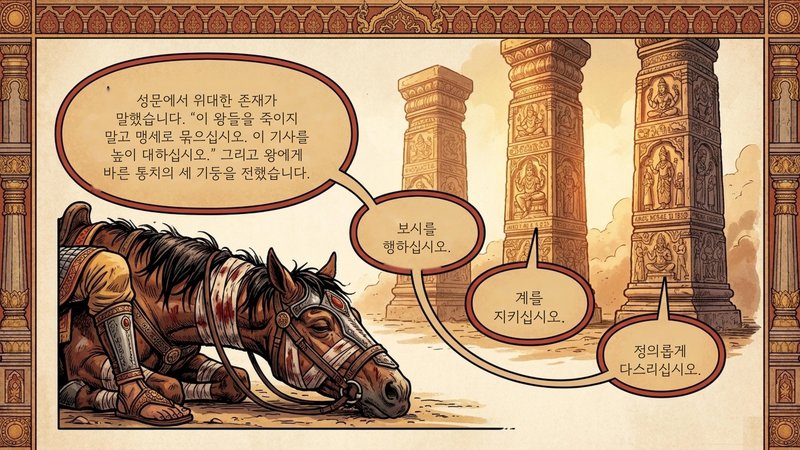 성문에서 위대한 존재가
말했습니다. “이 왕들을 죽이지
말고 맹세로 묶으십시오. 이 기사를
높이 대하십시오.” 그리고 왕에게
바른 통치의 세 기둥을 전했습니다.
보시를
행하십시오.
계를
지키십시오.
정의롭게
다스리십시오.